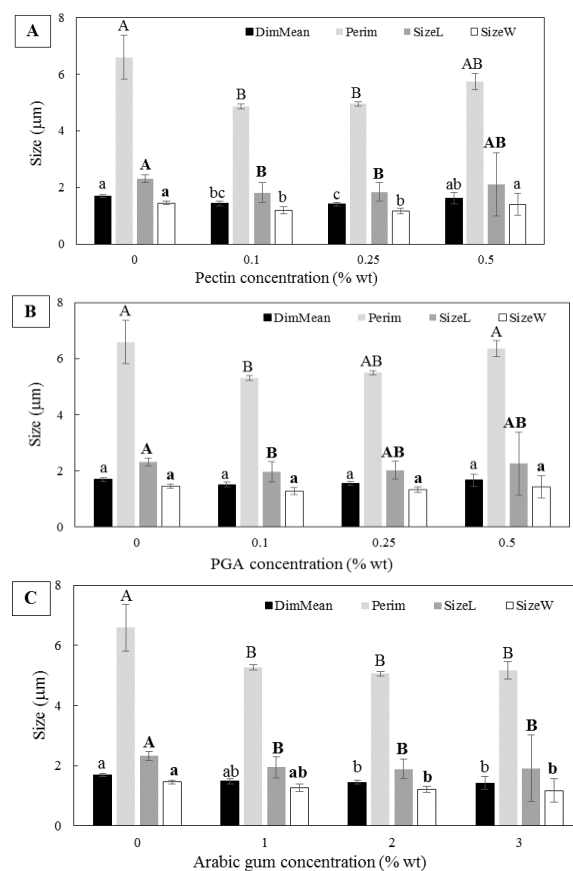 A
DimMean Perim SizeL SizeW
8
6
4
2
0
Size (µm)
A B B AB
a A a bc B b c B b ab AB a
0 0.1 0.25 0.5
Pectin concentration (% wt)
B
DimMean Perim SizeL SizeW
8
6
4
2
0
Size (µm)
A B AB A
a A a a B a a AB a a AB a
0 0.1 0.25 0.5
PGA concentration (% wt)
C
DimMean Perim SizeL SizeW
8
6
4
2
0
Size (µm)
A B B B
a A a ab B ab b B b b B b
0 1 2 3
Arabic gum concentration (% wt)